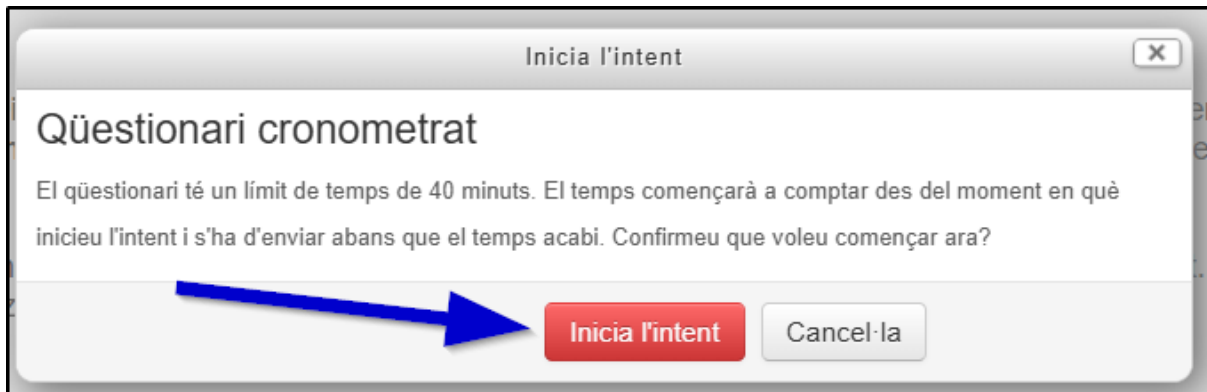 Inicia l'intent
Qüestionari cronometrat
El qüestionari té un límit de temps de 40 minuts. El temps començarà a comptar des del moment en què
inicieu l'intent i s'ha d'enviar abans que el temps acabi. Confirmeu que voleu començar ara?
Inicia l'intent
Cancel·la